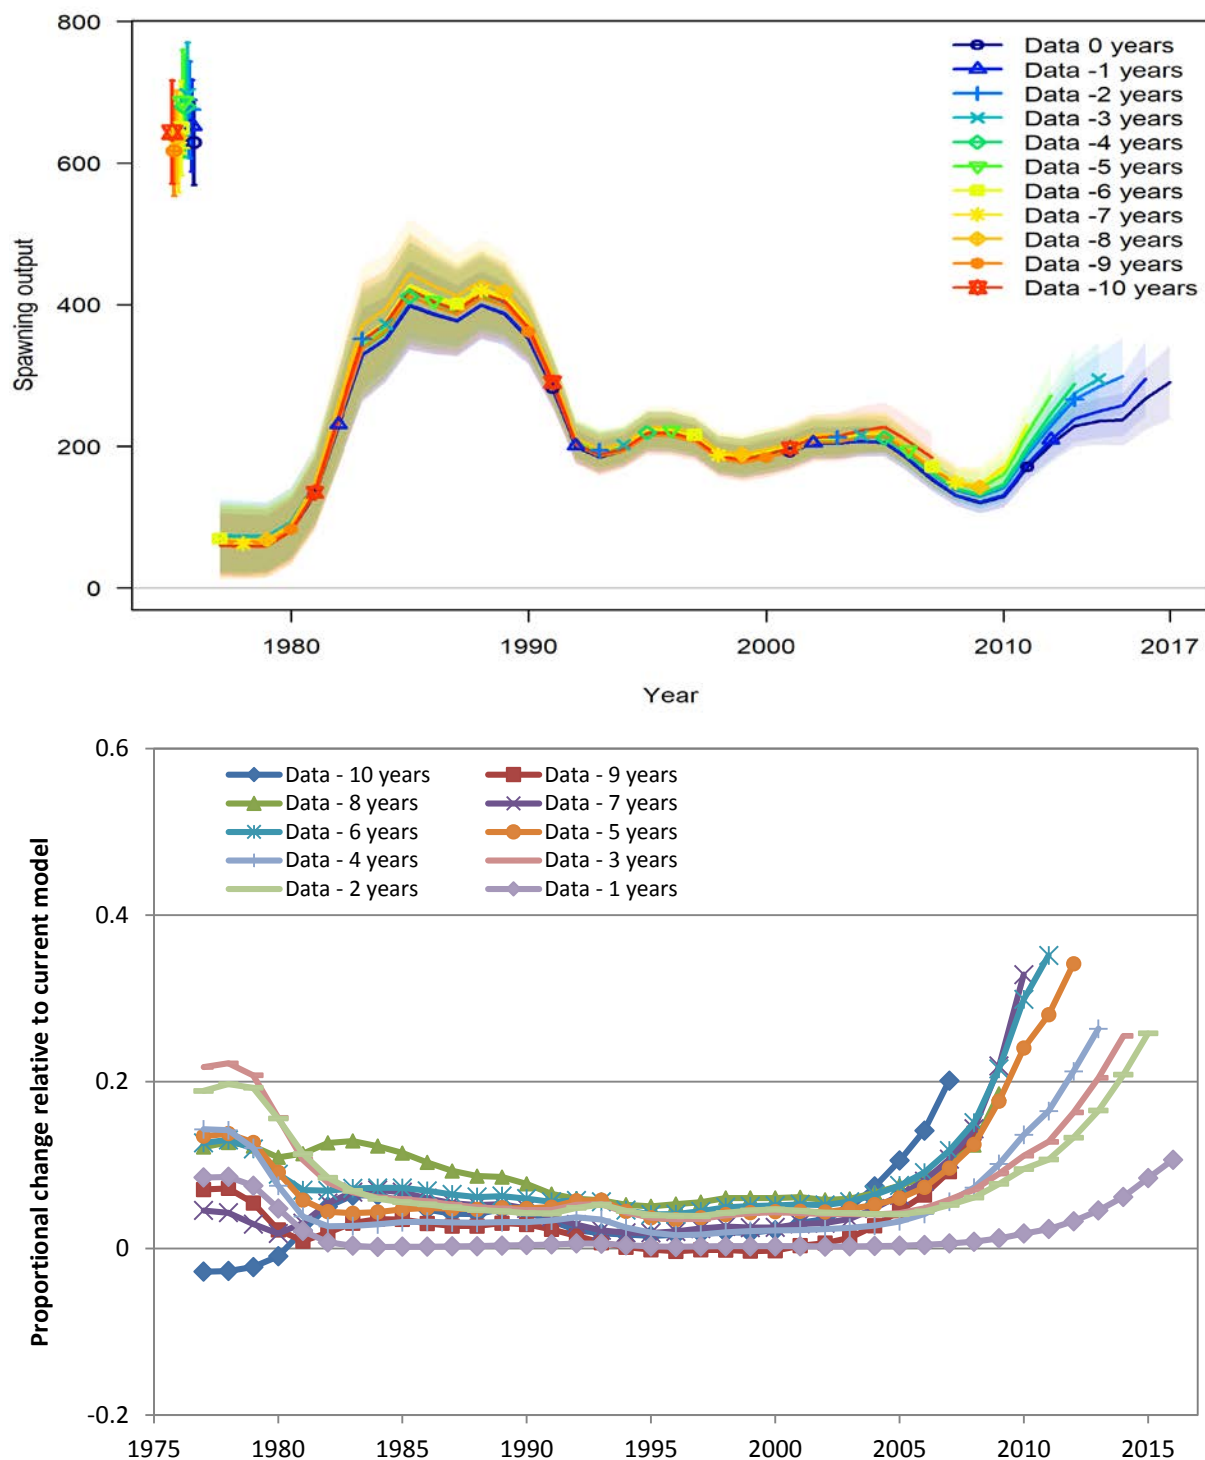 800
600
400
200
0
Spawning output
Data 0 years
Data -1 years
Data -2 years
Data -3 years
Data -4 years
Data -5 years
Data -6 years
Data -7 years
Data -8 years
Data -9 years
Data -10 years
1980 1990 2000 2010 2017
Year
0.6
0.4
0.2
0
-0.2
Proportional change relative to current model
Data - 10 years Data - 9 years
Data - 8 years Data - 7 years
Data - 6 years Data - 5 years
Data - 4 years Data - 3 years
Data - 2 years Data - 1 years
1975 1980 1985 1990 1995 2000 2005 2010 2015